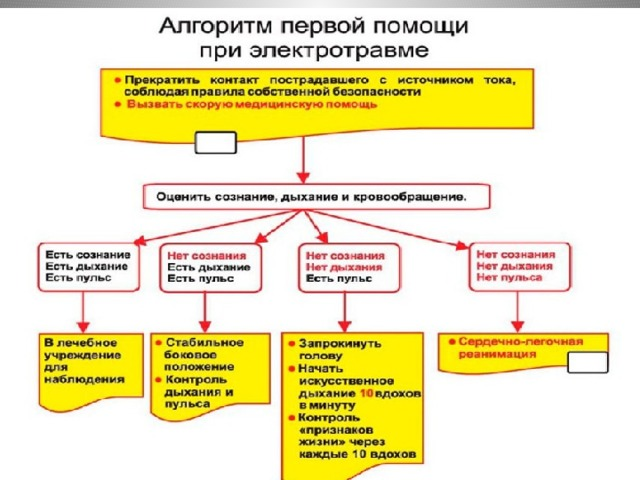 Алгоритм первой помощи
при электротравме
Прекратить контакт пострадавшего с источником тока,
соблюдая правила собственной безопасности
Вызвать скорую медицинскую помощь
Оценить сознание, дыхание и кровообращение.
Есть сознание
Есть дыхание
Есть пульс
Нет сознания
Есть дыхание
Есть пульс
Нет сознания
Нет дыхания
Есть пульс
Нет сознания
Нет дыхания
Нет пульса
В лечебное
учреждение
для
наблюдения
Стабильное
боковое
положение
Контроль
дыхания и
пульса
Запрокинуть
голову
Начать
искусственное
дыхание 10 вдохов
в минуту
Контроль
«признаков
жизни» через
каждые 10 вдохов
Сердечно-легочная
реанимация